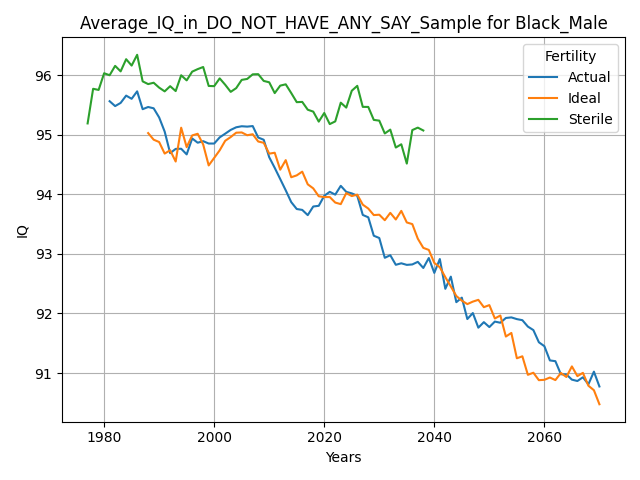 Average_IQ_in_DO_NOT_HAVE_ANY_SAY_Sample for Black_Male
Fertility
Actual
Ideal
Sterile
96
95
94
93
92
91
IQ
1980
2000
2020
2040
2060
Years